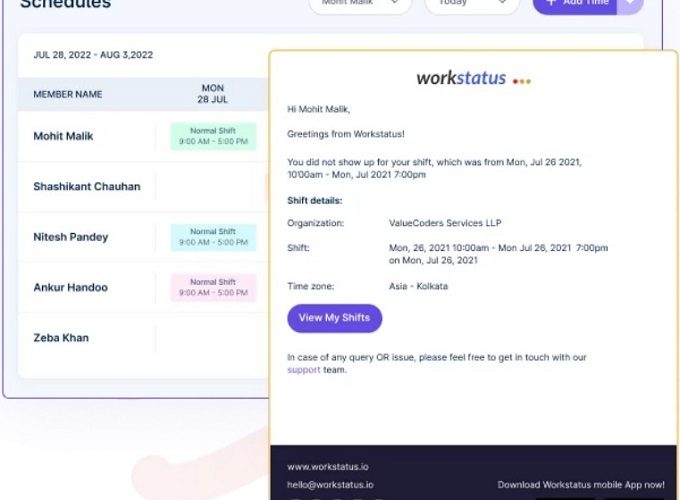 Schedules
Mohit Malik
Today
+ Add Time
JUL 28, 2022 - AUG 3,2022
MEMBER NAME
MON
28 JUL
Mohit Malik
Normal Shift
9:00 AM - 5:00 PM
Shashikant Chauhan
Nitesh Pandey
Normal Shift
9:00 AM - 5:00 PM
Ankur Handoo
Normal Shift
9:00 AM - 5:00 PM
Zeba Khan
workstatus
Hi Mohit Malik,
Greetings from Workstatus!
You did not show up for your shift, which was from Mon, Jul 26 2021,
10'00am - Mon, Jul 2021 7:00pm
Shift details:
Organization: ValueCoders Services LLP
Shift: Mon, 26, 2021 10:00am - Mon Jul 26, 2021 7:00pm
on Mon, Jul 26, 2021
Time zone: Asia - Kolkata
View My Shifts
In case of any query OR issue, please feel free to get in touch with our
support team.
www.workstatus.io
hello@workstatus.io
Download Workstatus mobile App now!